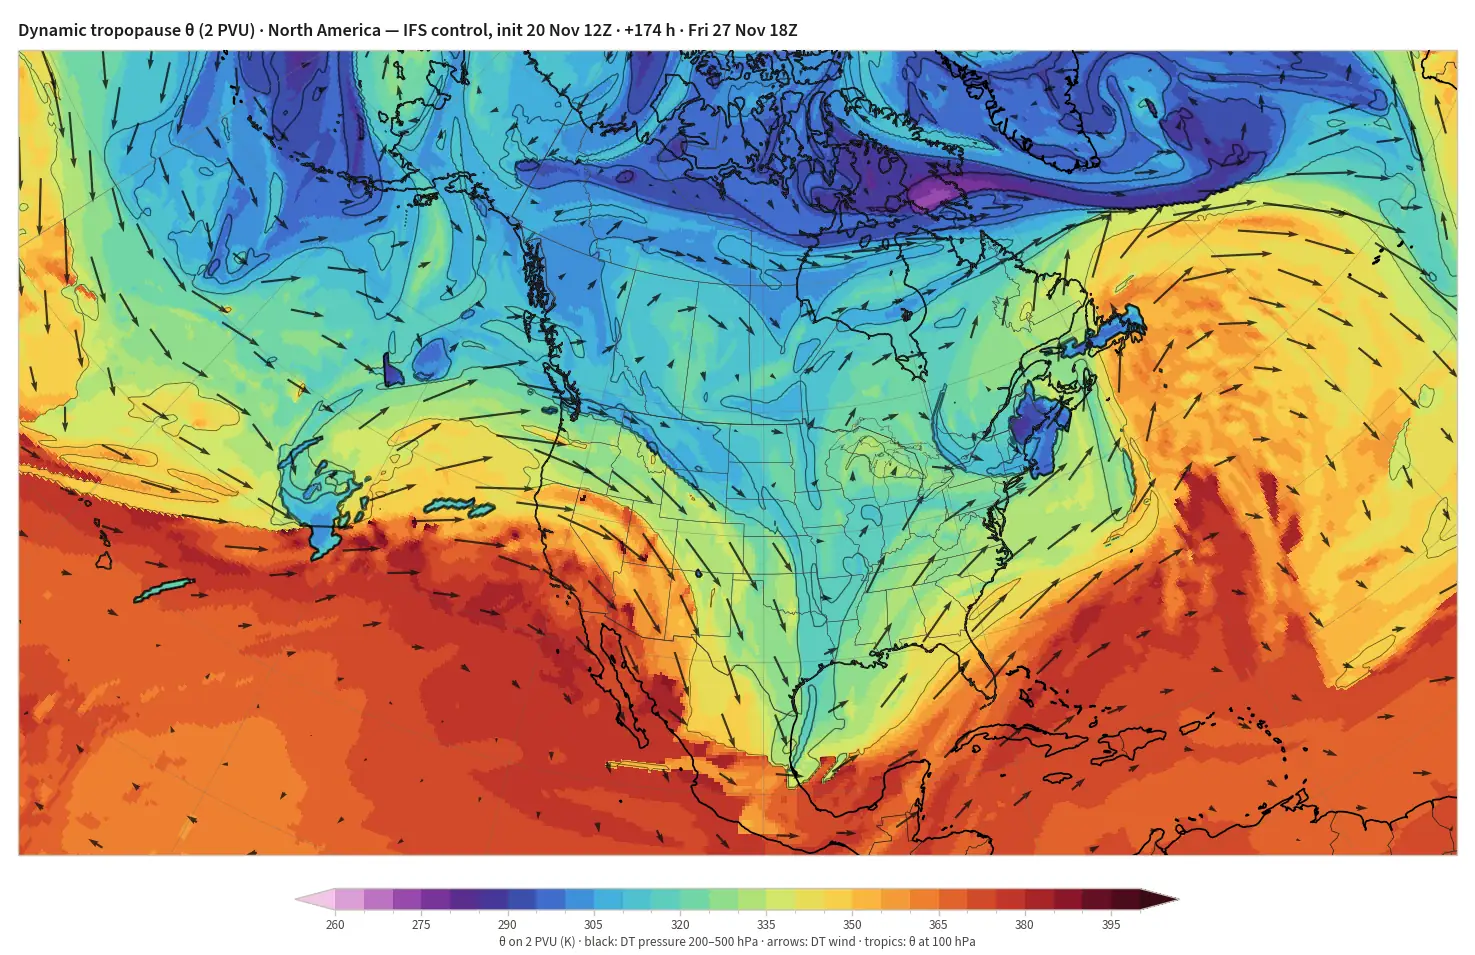 Dynamic tropopause θ (2 PVU) · North America — IFS control, init 20 Nov 12Z · +174 h · Fri 27 Nov 18Z
260 275 290 305 320 335 350 365 380 395
θ on 2 PVU (K) · black: DT pressure 200–500 hPa · arrows: DT wind · tropics: θ at 100 hPa